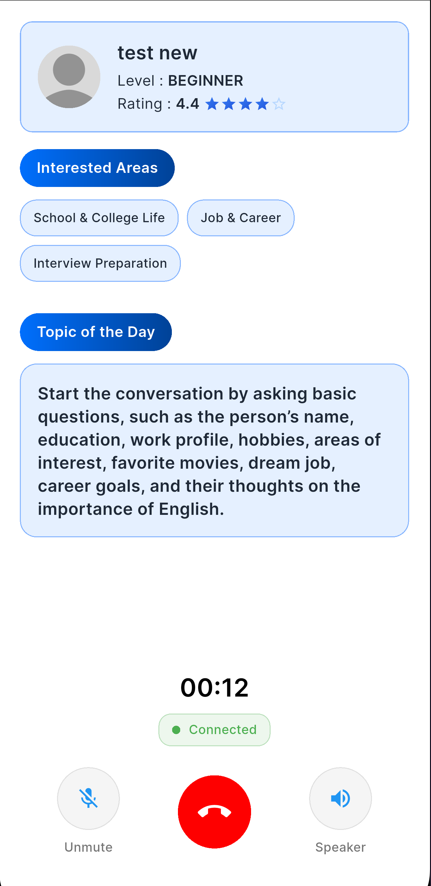 test new
Level : BEGINNER
Rating : 4.4
Interested Areas
School & College Life
Job & Career
Interview Preparation
Topic of the Day
Start the conversation by asking basic
questions, such as the person’s name,
education, work profile, hobbies, areas of
interest, favorite movies, dream job,
career goals, and their thoughts on the
importance of English.
00:12
Connected
Unmute
Speaker